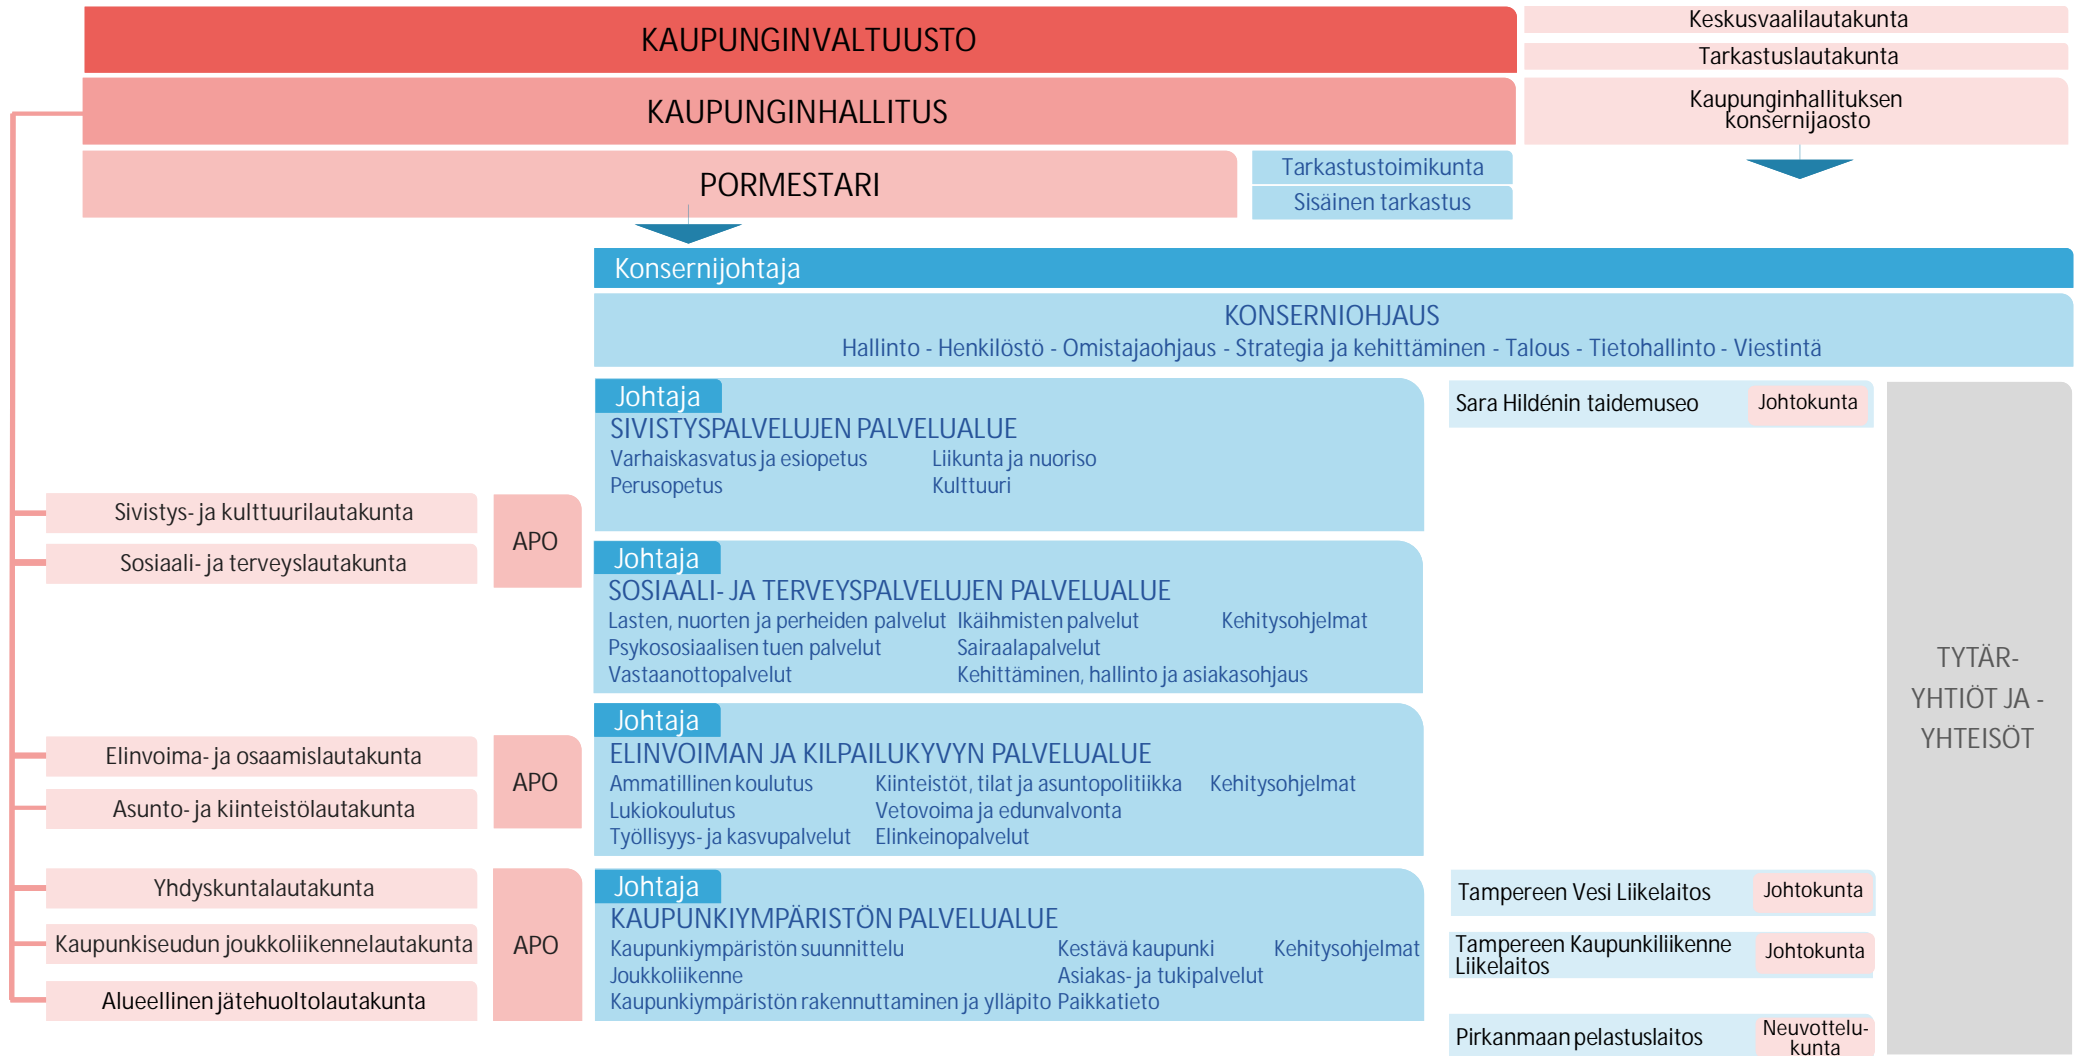 KAUPUNGINVALTUUSTO
Keskusvaalilautakunta
Tarkastuslautakunta
KAUPUNGINHALLITUS
Kaupunginhallituksen
konsernijaosto
PORMESTARI
Tarkastustoimikunta
Sisäinen tarkastus
Konsernijohtaja
KONSERNIOHJAUS
Hallinto - Henkilöstö - Omistajaohjaus - Strategia ja kehittäminen - Talous - Tietohallinto - Viestintä
Johtaja
SIVISTYSPALVELUJEN PALVELUALUE
Varhaiskasvatus ja esiopetus Liikunta ja nuoriso
Perusopetus Kulttuuri
Sara Hildénin taidemuseo Johtokunta
Sivistys- ja kulttuurilautakunta
Sosiaali- ja terveyslautakunta
APO
Johtaja
SOSIAALI- JA TERVEYSPALVELUJEN PALVELUALUE
Lasten, nuorten ja perheiden palvelut Ikäihmisten palvelut Kehitysohjelmat
Psykososiaalisen tuen palvelut Sairaalapalvelut
Vastaanottopalvelut Kehittäminen, hallinto ja asiakasohjaus
TYTÄR-
YHTIÖT JA -
YHTEISÖT
Elinvoima- ja osaamislautakunta
Asunto- ja kiinteistölautakunta
APO
Johtaja
ELINVOIMAN JA KILPAILUKYVYN PALVELUALUE
Ammatillinen koulutus Kiinteistöt, tilat ja asuntopolitiikka Kehitysohjelmat
Lukiokoulutus Vetovoima ja edunvalvonta
Työllisyys- ja kasvupalvelut Elinkeinopalvelut
Yhdyskuntalautakunta
Kaupunkiseudun joukkoliikennelautakunta
Alueellinen jätehuoltolautakunta
APO
Johtaja
KAUPUNKIYMPÄRISTÖN PALVELUALUE
Kaupunkiympäristön suunnittelu Kestävä kaupunki Kehitysohjelmat
Joukkoliikenne Asiakas- ja tukipalvelut
Kaupunkiympäristön rakennuttaminen ja ylläpito Paikkatieto
Tampereen Vesi Liikelaitos Johtokunta
Tampereen Kaupunkiliikenne
Liikelaitos
Johtokunta
Pirkanmaan pelastuslaitos
Neuvottelu-
kunta